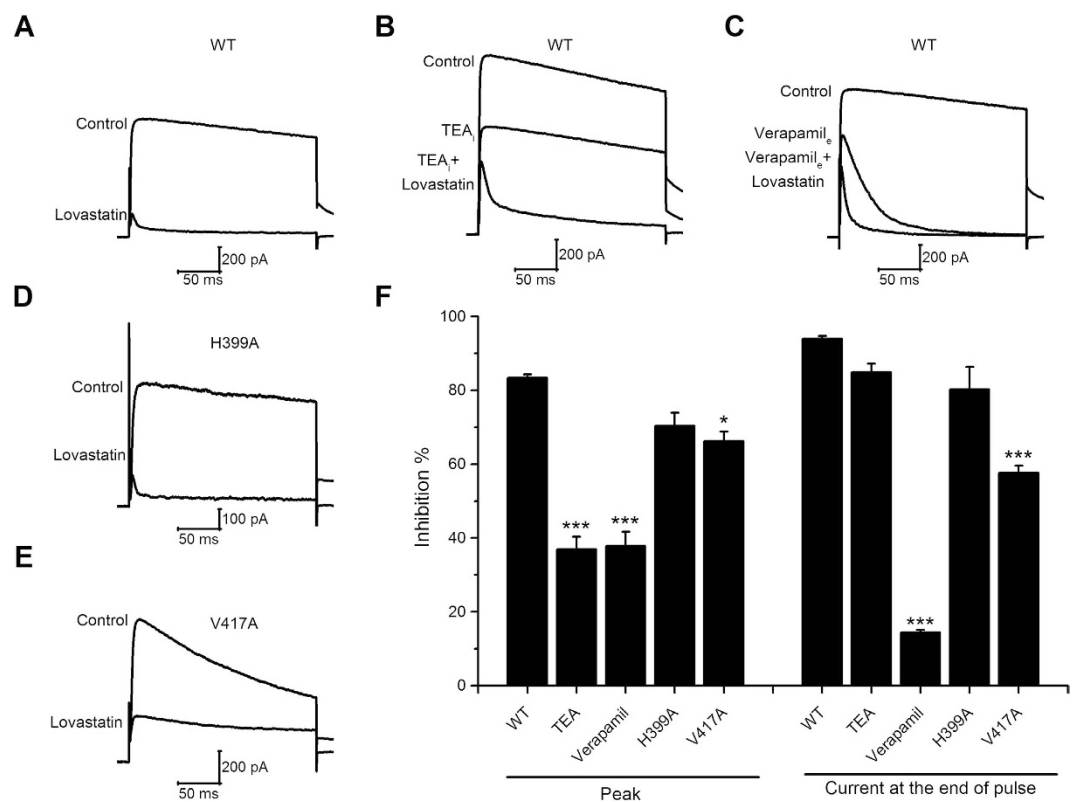 A
WT
Control
Lovastatin
200 pA
50 ms
B
WT
Control
TEAi
TEAi+
Lovastatin
200 pA
50 ms
C
WT
Control
Verapamile
Verapamile+
Lovastatin
200 pA
50 ms
D
H399A
Control
Lovastatin
100 pA
50 ms
E
V417A
Control
Lovastatin
200 pA
50 ms
F
Inhibition %
100
80
60
40
20
0
***
***
*
***
***
WT
TEA
Verapamil
H399A
V417A
WT
TEA
Verapamil
H399A
V417A
Peak
Current at the end of pulse